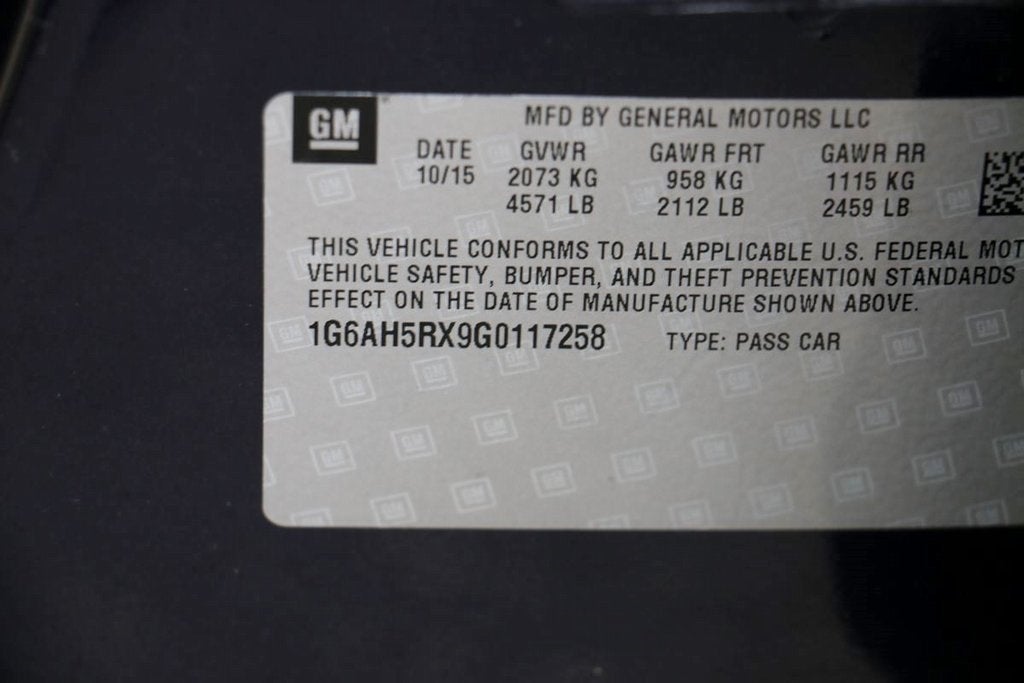 GM
MFD BY GENERAL MOTORS LLC
DATE GVWR GAWR FRT GAWR RR
10/15 2073 KG 958 KG 1115 KG
4571 LB 2112 LB 2459 LB
THIS VEHICLE CONFORMS TO ALL APPLICABLE U.S. FEDERAL MOT
VEHICLE SAFETY, BUMPER, AND THEFT PREVENTION STANDARDS
EFFECT ON THE DATE OF MANUFACTURE SHOWN ABOVE.
1G6AH5RX9G0117258 TYPE: PASS CAR